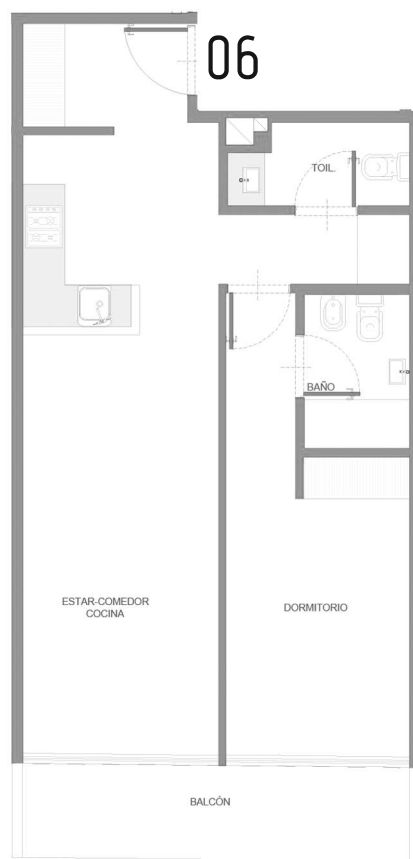 06
TOIL.
BAÑO
ESTAR-COMEDOR
COCINA
DORMITORIO
BALCÓN